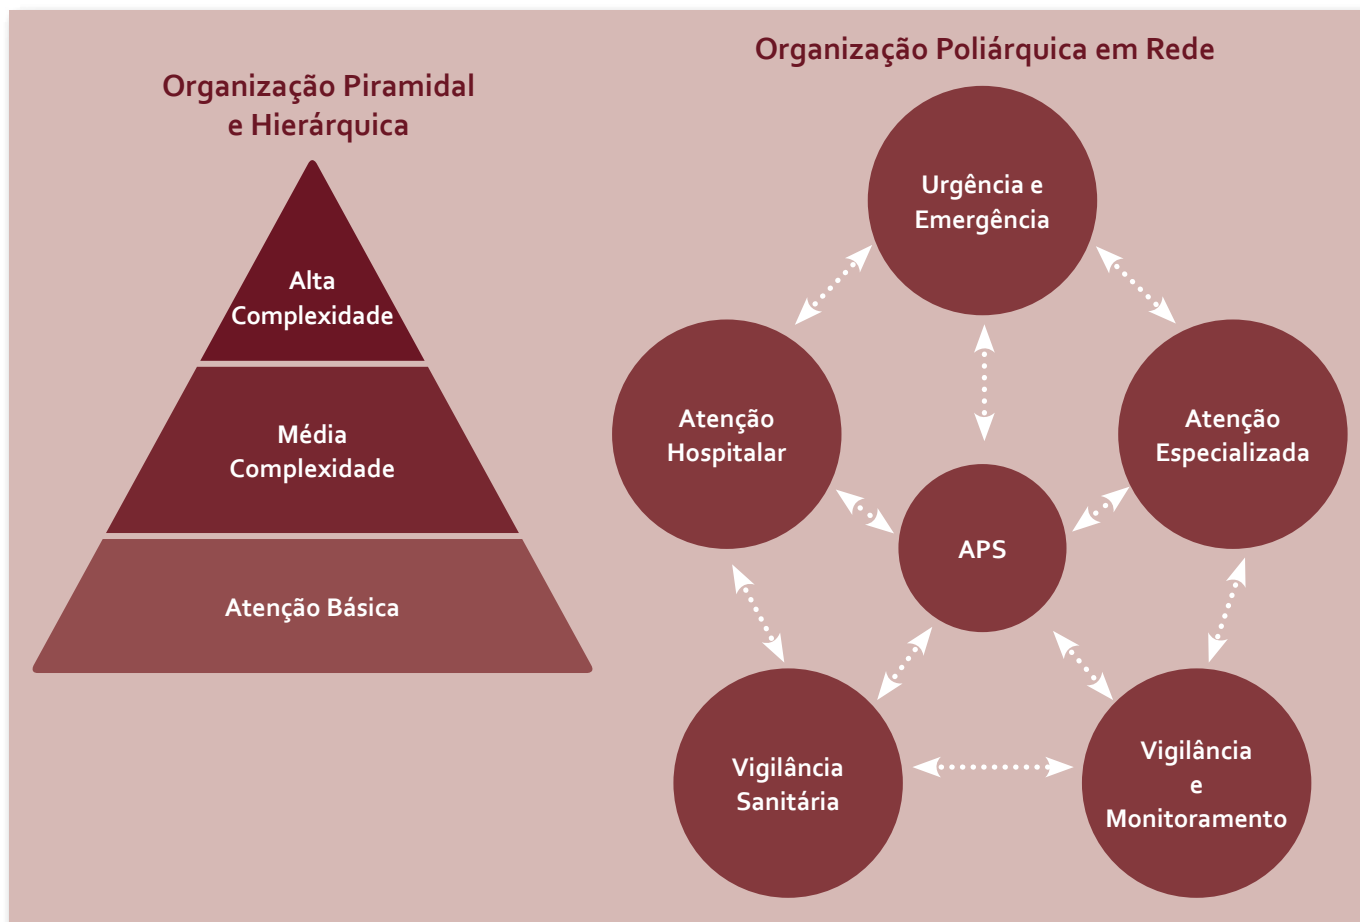 Organização Piramidal
e Hierárquica
Alta
Complexidade
Média
Complexidade
Atenção Básica
Organização Poliárquica em Rede
Urgência e
Emergência
Atenção
Hospitalar
Atenção
Especializada
APS
Vigilância
Sanitária
Vigilância
e
Monitoramento